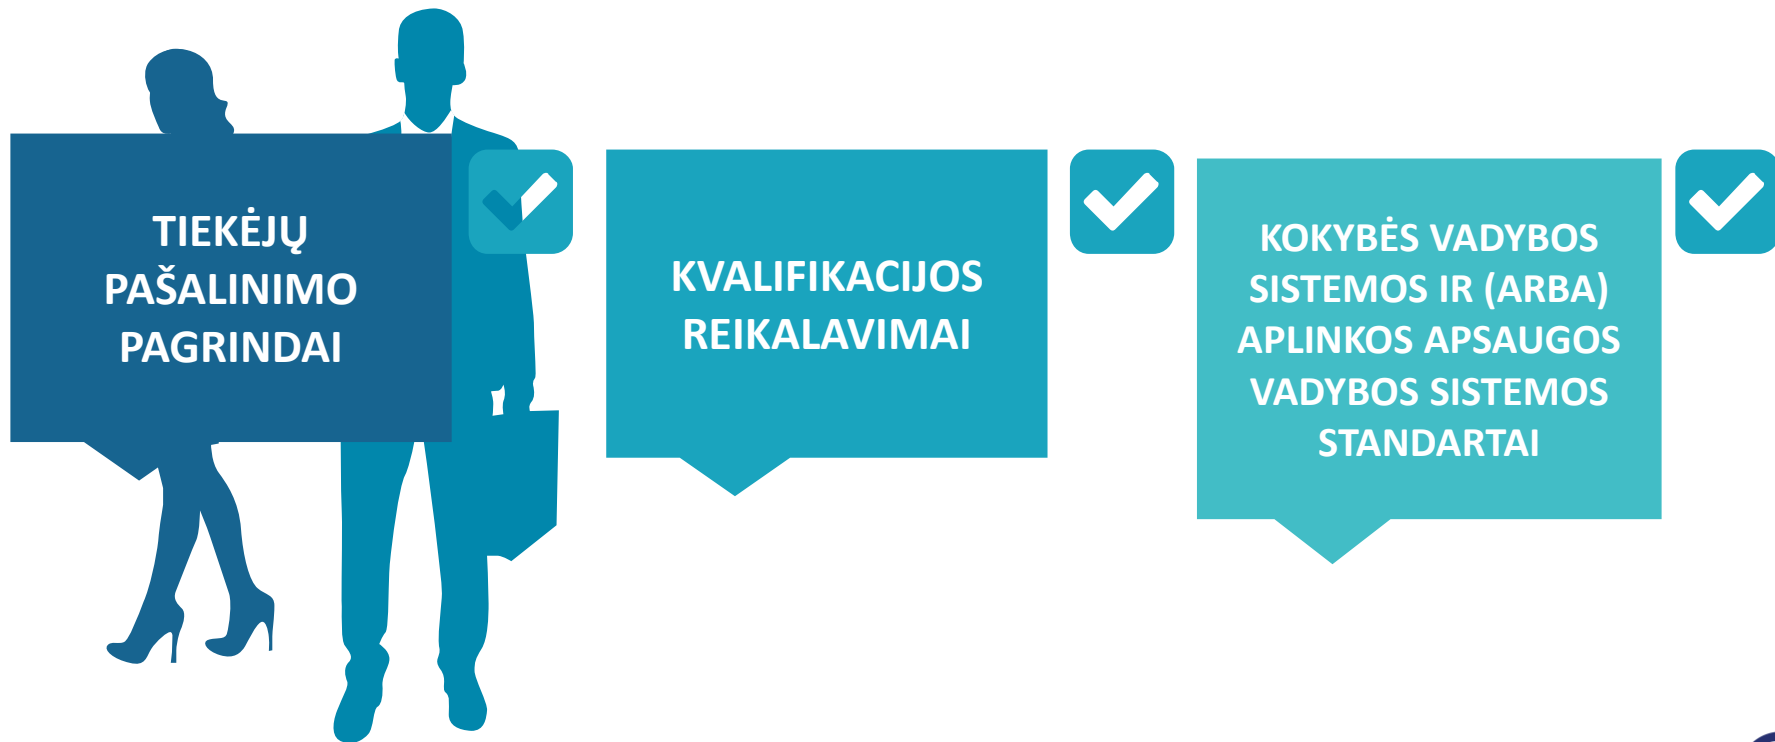 TIEKĖJŲ
PAŠALINIMO
PAGRINDAI
KVALIFIKACIJOS
REIKALAVIMAI
KOKYBĖS VADYBOS
SISTEMOS IR (ARBA)
APLINKOS APSAUGOS
VADYBOS SISTEMOS
STANDARTAI